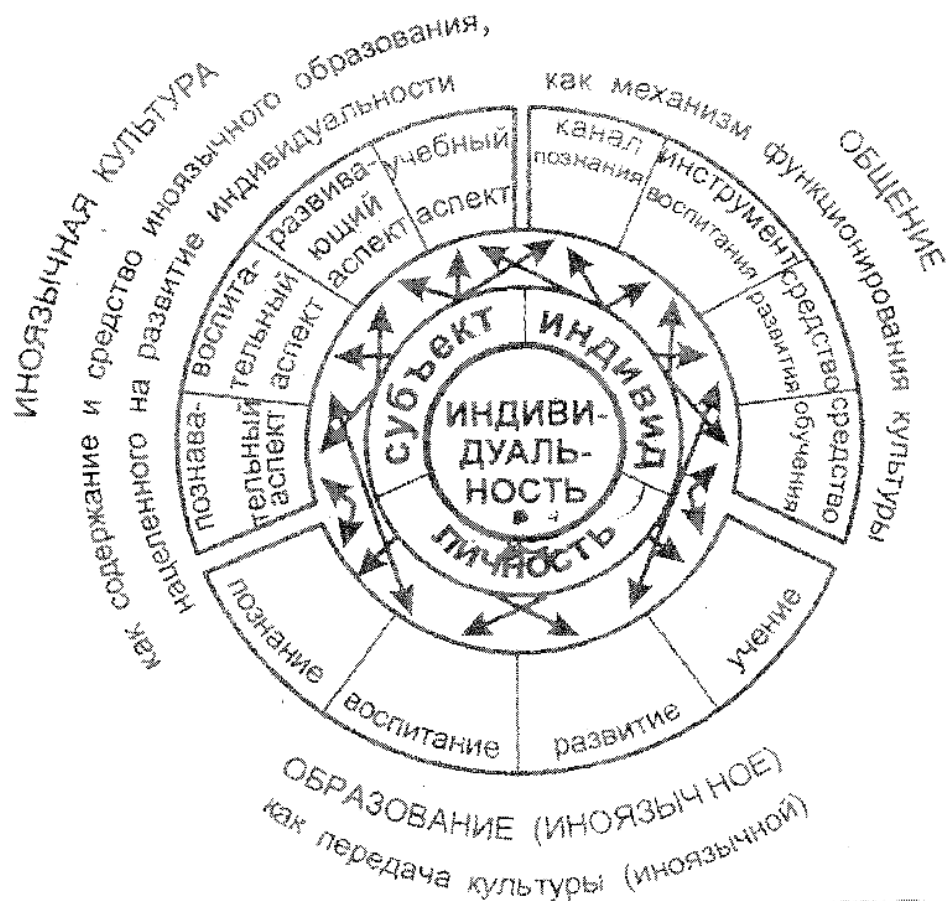 ИНОЯЗЫЧНАЯ КУЛЬТУРА
как содержание и средство иноязычного образования,
нацеленного на развитие индивидуальности
познава-
тельный
аспект
воспита-
тельный
аспект
развива-
ющий
аспект
учебный
аспект
ОБЩЕНИЕ
как механизм функционирования культуры
канал
познания
инструмент
воспитания
средство
развития
средство
обучения
субъект
индивид
личность
ИНДИВИ-
ДУАЛЬ-
НОСТЬ
познание
воспитание
развитие
учение
ОБРАЗОВАНИЕ (ИНОЯЗЫЧНОЕ)
как передача культуры (иноязычной)